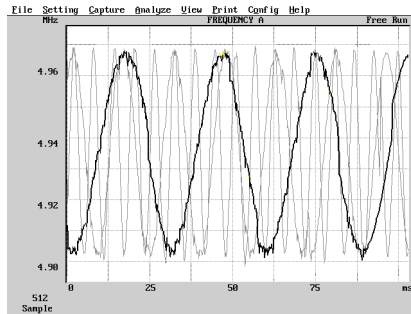 File Setting Capture Analyze View Print Config Help
MHz FREQUENCY A Free Run
4.96
4.94
4.92
4.90
0 25 50 75 ms
512
Sample